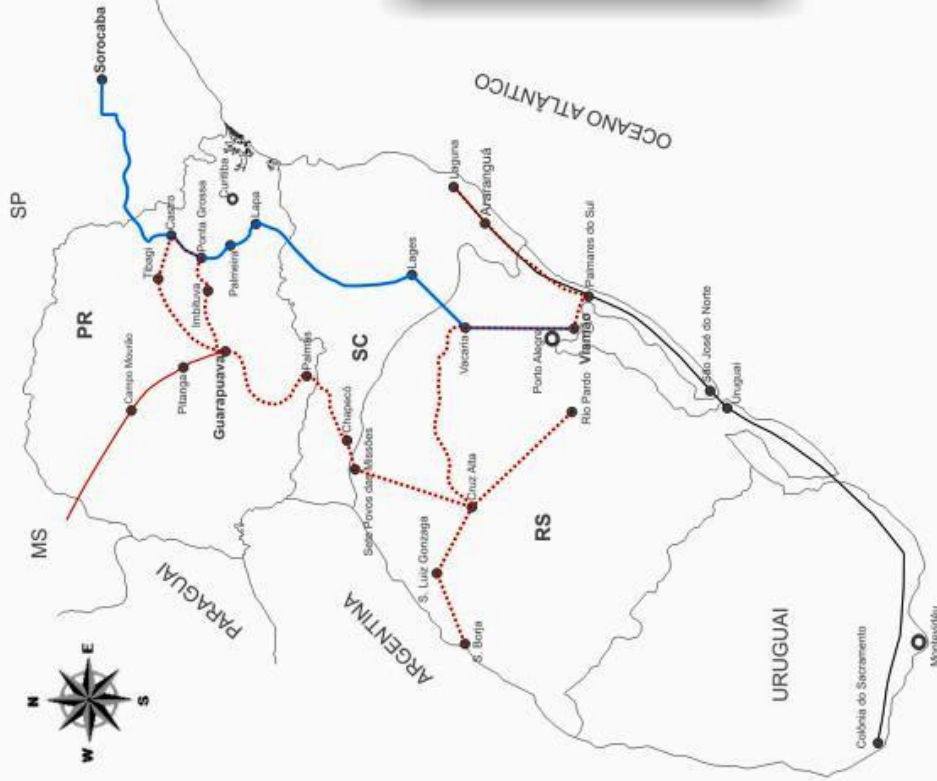 SP
Sorocaba
MS
PR
Castro
Tibagi
Ponta Grossa
Curitiba
Imbituva
Palmeira
Lapa
Campo Mourão
Pitanga
Guarapuava
Palmas
SC
Chapecó
Sete Povos das Missões
Lages
Vacaria
Laguna
Araranguá
OCEANO ATLÂNTICO
PARAGUAI
ARGENTINA
S. Luiz Gonzaga
S. Borja
Cruz Alta
RS
Rio Pardo
Porto Alegre
Viamão
Palmares do Sul
São José do Norte
Uruguai
URUGUAI
Colônia do Sacramento
Montevidéu
N
W
E
S